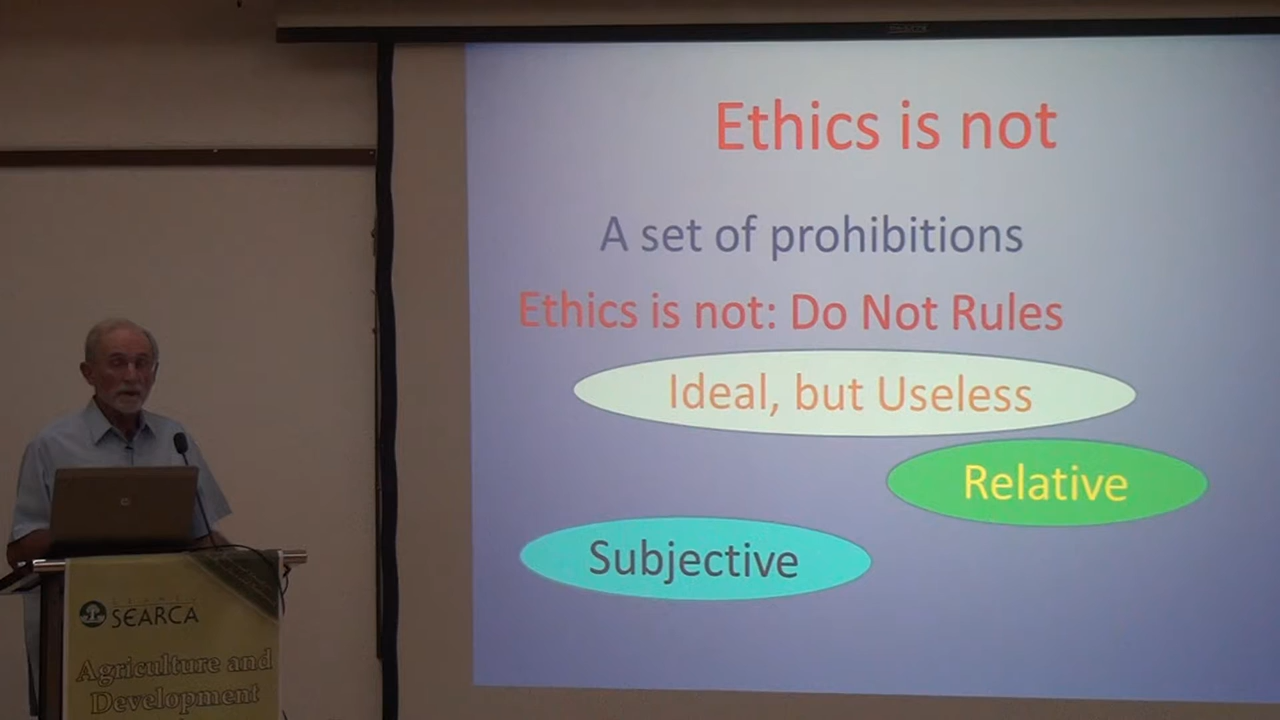 Ethics is not
A set of prohibitions
Ethics is not: Do Not Rules
Ideal, but Useless
Relative
Subjective
SEARCA
Agriculture and
Development